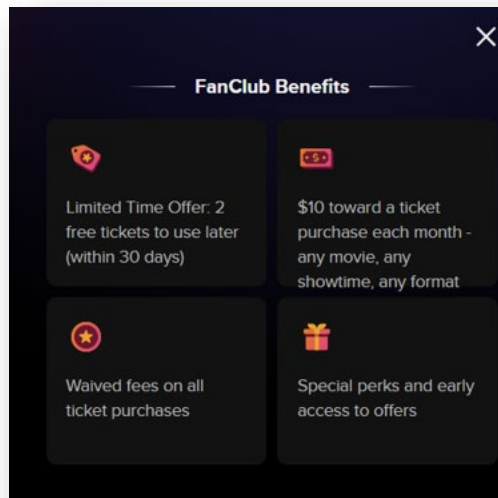 FanClub Benefits
Limited Time Offer: 2
free tickets to use later
(within 30 days)
$10 toward a ticket
purchase each month -
any movie, any
showtime, any format
Waived fees on all
ticket purchases
Special perks and early
access to offers